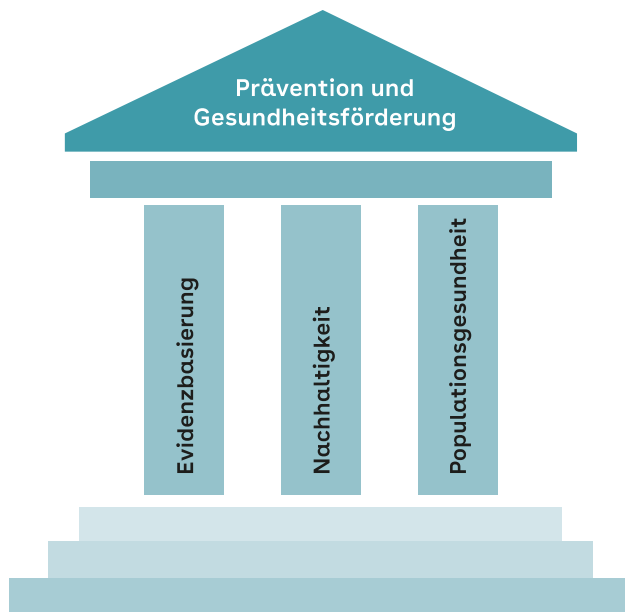 Prävention und
Gesundheitsförderung
Evidenzbasierung
Nachhaltigkeit
Populationsgesundheit